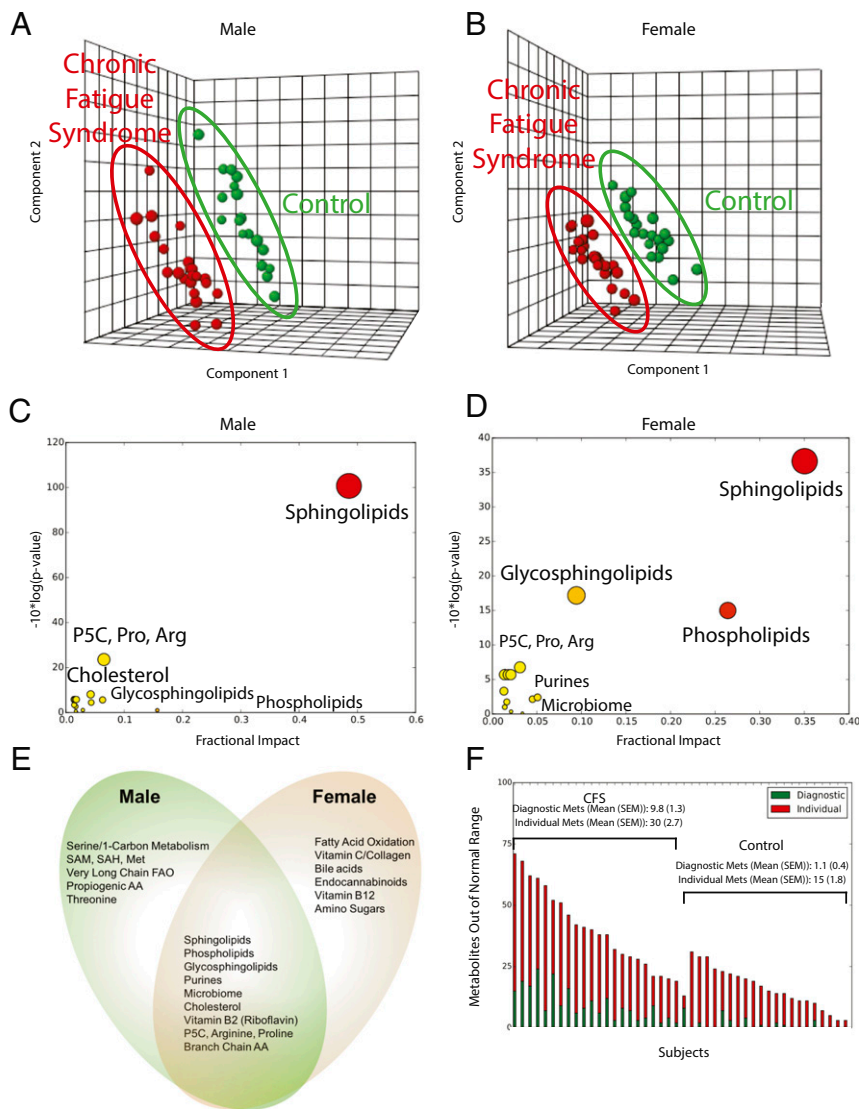 A
Male
Chronic
Fatigue
Syndrome
Control
Component 2
Component 1
B
Female
Chronic
Fatigue
Syndrome
Control
Component 2
Component 1
C
Male
120
100
80
60
40
20
0
0.0 0.1 0.2 0.3 0.4 0.5 0.6
-10*log(p-value)
Fractional Impact
Sphingolipids
P5C, Pro, Arg
Cholesterol
Glycosphingolipids
Phospholipids
D
Female
40
35
30
25
20
15
10
5
0
0.00 0.05 0.10 0.15 0.20 0.25 0.30 0.35 0.40
-10*log(p-value)
Fractional Impact
Sphingolipids
Glycosphingolipids
Phospholipids
P5C, Pro, Arg
Purines
Microbiome
E
Male
Serine/1-Carbon Metabolism
SAM, SAH, Met
Very Long Chain FAO
Propiogenic AA
Threonine
Female
Fatty Acid Oxidation
Vitamin C/Collagen
Bile acids
Endocannabinoids
Vitamin B12
Amino Sugars
Sphingolipids
Phospholipids
Glycosphingolipids
Purines
Microbiome
Cholesterol
Vitamin B2 (Riboflavin)
P5C, Arginine, Proline
Branch Chain AA
F
100
75
50
25
0
Metabolites Out of Normal Range
Subjects
CFS
Diagnostic Mets (Mean (SEM)): 9.8 (1.3)
Individual Mets (Mean (SEM)): 30 (2.7)
Diagnostic
Individual
Control
Diagnostic Mets (Mean (SEM)): 1.1 (0.4)
Individual Mets (Mean (SEM)): 15 (1.8)